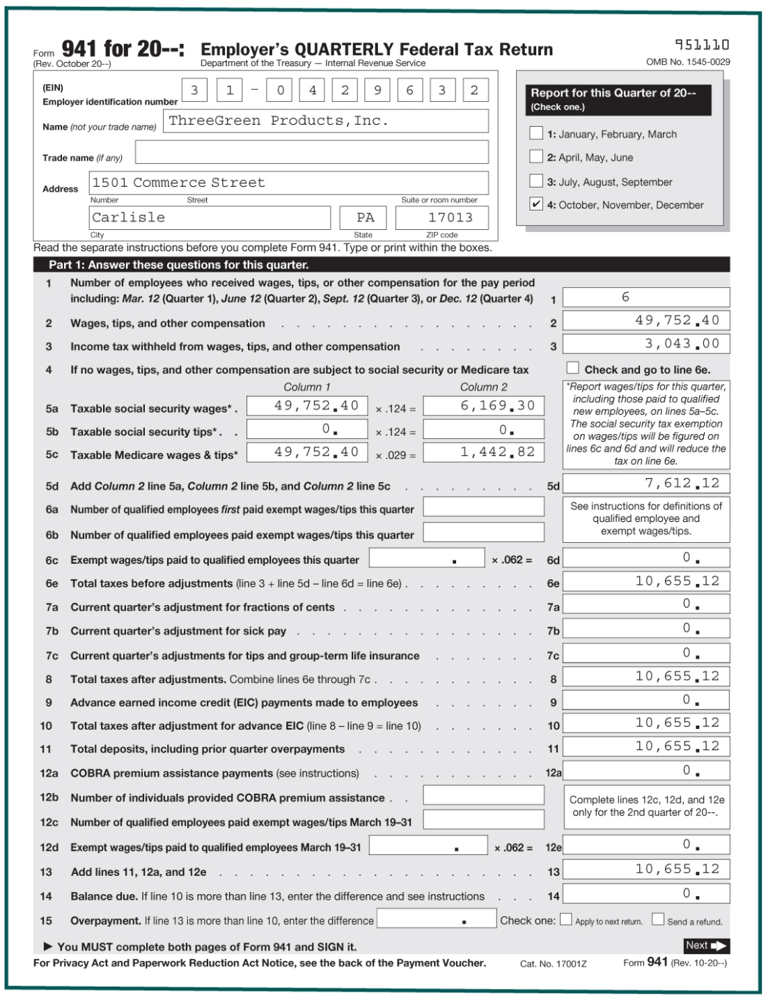 Form 941 for 20--: Employer's QUARTERLY Federal Tax Return 951110
(Rev. October 20--) Department of the Treasury — Internal Revenue Service OMB No. 1545-0029
(EIN)
Employer identification number 3 1 – 0 4 2 9 6 3 2
Name (not your trade name) ThreeGreen Products,Inc.
Trade name (if any)
Address 1501 Commerce Street
Number Street Suite or room number
Carlisle PA 17013
City State ZIP code
Report for this Quarter of 20--
(Check one.)
1: January, February, March
2: April, May, June
3: July, August, September
✔ 4: October, November, December
Read the separate instructions before you complete Form 941. Type or print within the boxes.
Part 1: Answer these questions for this quarter.
1 Number of employees who received wages, tips, or other compensation for the pay period
including: Mar. 12 (Quarter 1), June 12 (Quarter 2), Sept. 12 (Quarter 3), or Dec. 12 (Quarter 4) 1 6
2 Wages, tips, and other compensation . . . . . . . . . . . . . . . . 2 49,752.40
3 Income tax withheld from wages, tips, and other compensation . . . . . . . 3 3,043.00
4 If no wages, tips, and other compensation are subject to social security or Medicare tax Check and go to line 6e.
Column 1 Column 2
5a Taxable social security wages* . 49,752.40 × .124 = 6,169.30
5b Taxable social security tips* . . 0. × .124 = 0.
5c Taxable Medicare wages & tips* 49,752.40 × .029 = 1,442.82
*Report wages/tips for this quarter,
including those paid to qualified
new employees, on lines 5a–5c.
The social security tax exemption
on wages/tips will be figured on
lines 6c and 6d and will reduce the
tax on line 6e.
5d Add Column 2 line 5a, Column 2 line 5b, and Column 2 line 5c . . . . . . . . 5d 7,612.12
6a Number of qualified employees first paid exempt wages/tips this quarter
6b Number of qualified employees paid exempt wages/tips this quarter
See instructions for definitions of
qualified employee and
exempt wages/tips.
6c Exempt wages/tips paid to qualified employees this quarter . × .062 = 6d 0.
6e Total taxes before adjustments (line 3 + line 5d – line 6d = line 6e) . . . . . . . . . 6e 10,655.12
7a Current quarter's adjustment for fractions of cents . . . . . . . . . . . . . 7a 0.
7b Current quarter's adjustment for sick pay . . . . . . . . . . . . . . . 7b 0.
7c Current quarter's adjustments for tips and group-term life insurance . . . . . . 7c 0.
8 Total taxes after adjustments. Combine lines 6e through 7c . . . . . . . . . . 8 10,655.12
9 Advance earned income credit (EIC) payments made to employees . . . . . . 9 0.
10 Total taxes after adjustment for advance EIC (line 8 – line 9 = line 10) . . . . . . 10 10,655.12
11 Total deposits, including prior quarter overpayments . . . . . . . . . . . 11 10,655.12
12a COBRA premium assistance payments (see instructions) . . . . . . . . . . 12a 0.
12b Number of individuals provided COBRA premium assistance . .
12c Number of qualified employees paid exempt wages/tips March 19–31
Complete lines 12c, 12d, and 12e
only for the 2nd quarter of 20--.
12d Exempt wages/tips paid to qualified employees March 19–31 . × .062 = 12e 0.
13 Add lines 11, 12a, and 12e . . . . . . . . . . . . . . . . . . . 13 10,655.12
14 Balance due. If line 10 is more than line 13, enter the difference and see instructions . . . 14 0.
15 Overpayment. If line 13 is more than line 10, enter the difference . Check one: Apply to next return. Send a refund.
▶ You MUST complete both pages of Form 941 and SIGN it. Next
For Privacy Act and Paperwork Reduction Act Notice, see the back of the Payment Voucher. Cat. No. 17001Z Form 941 (Rev. 10-20--)